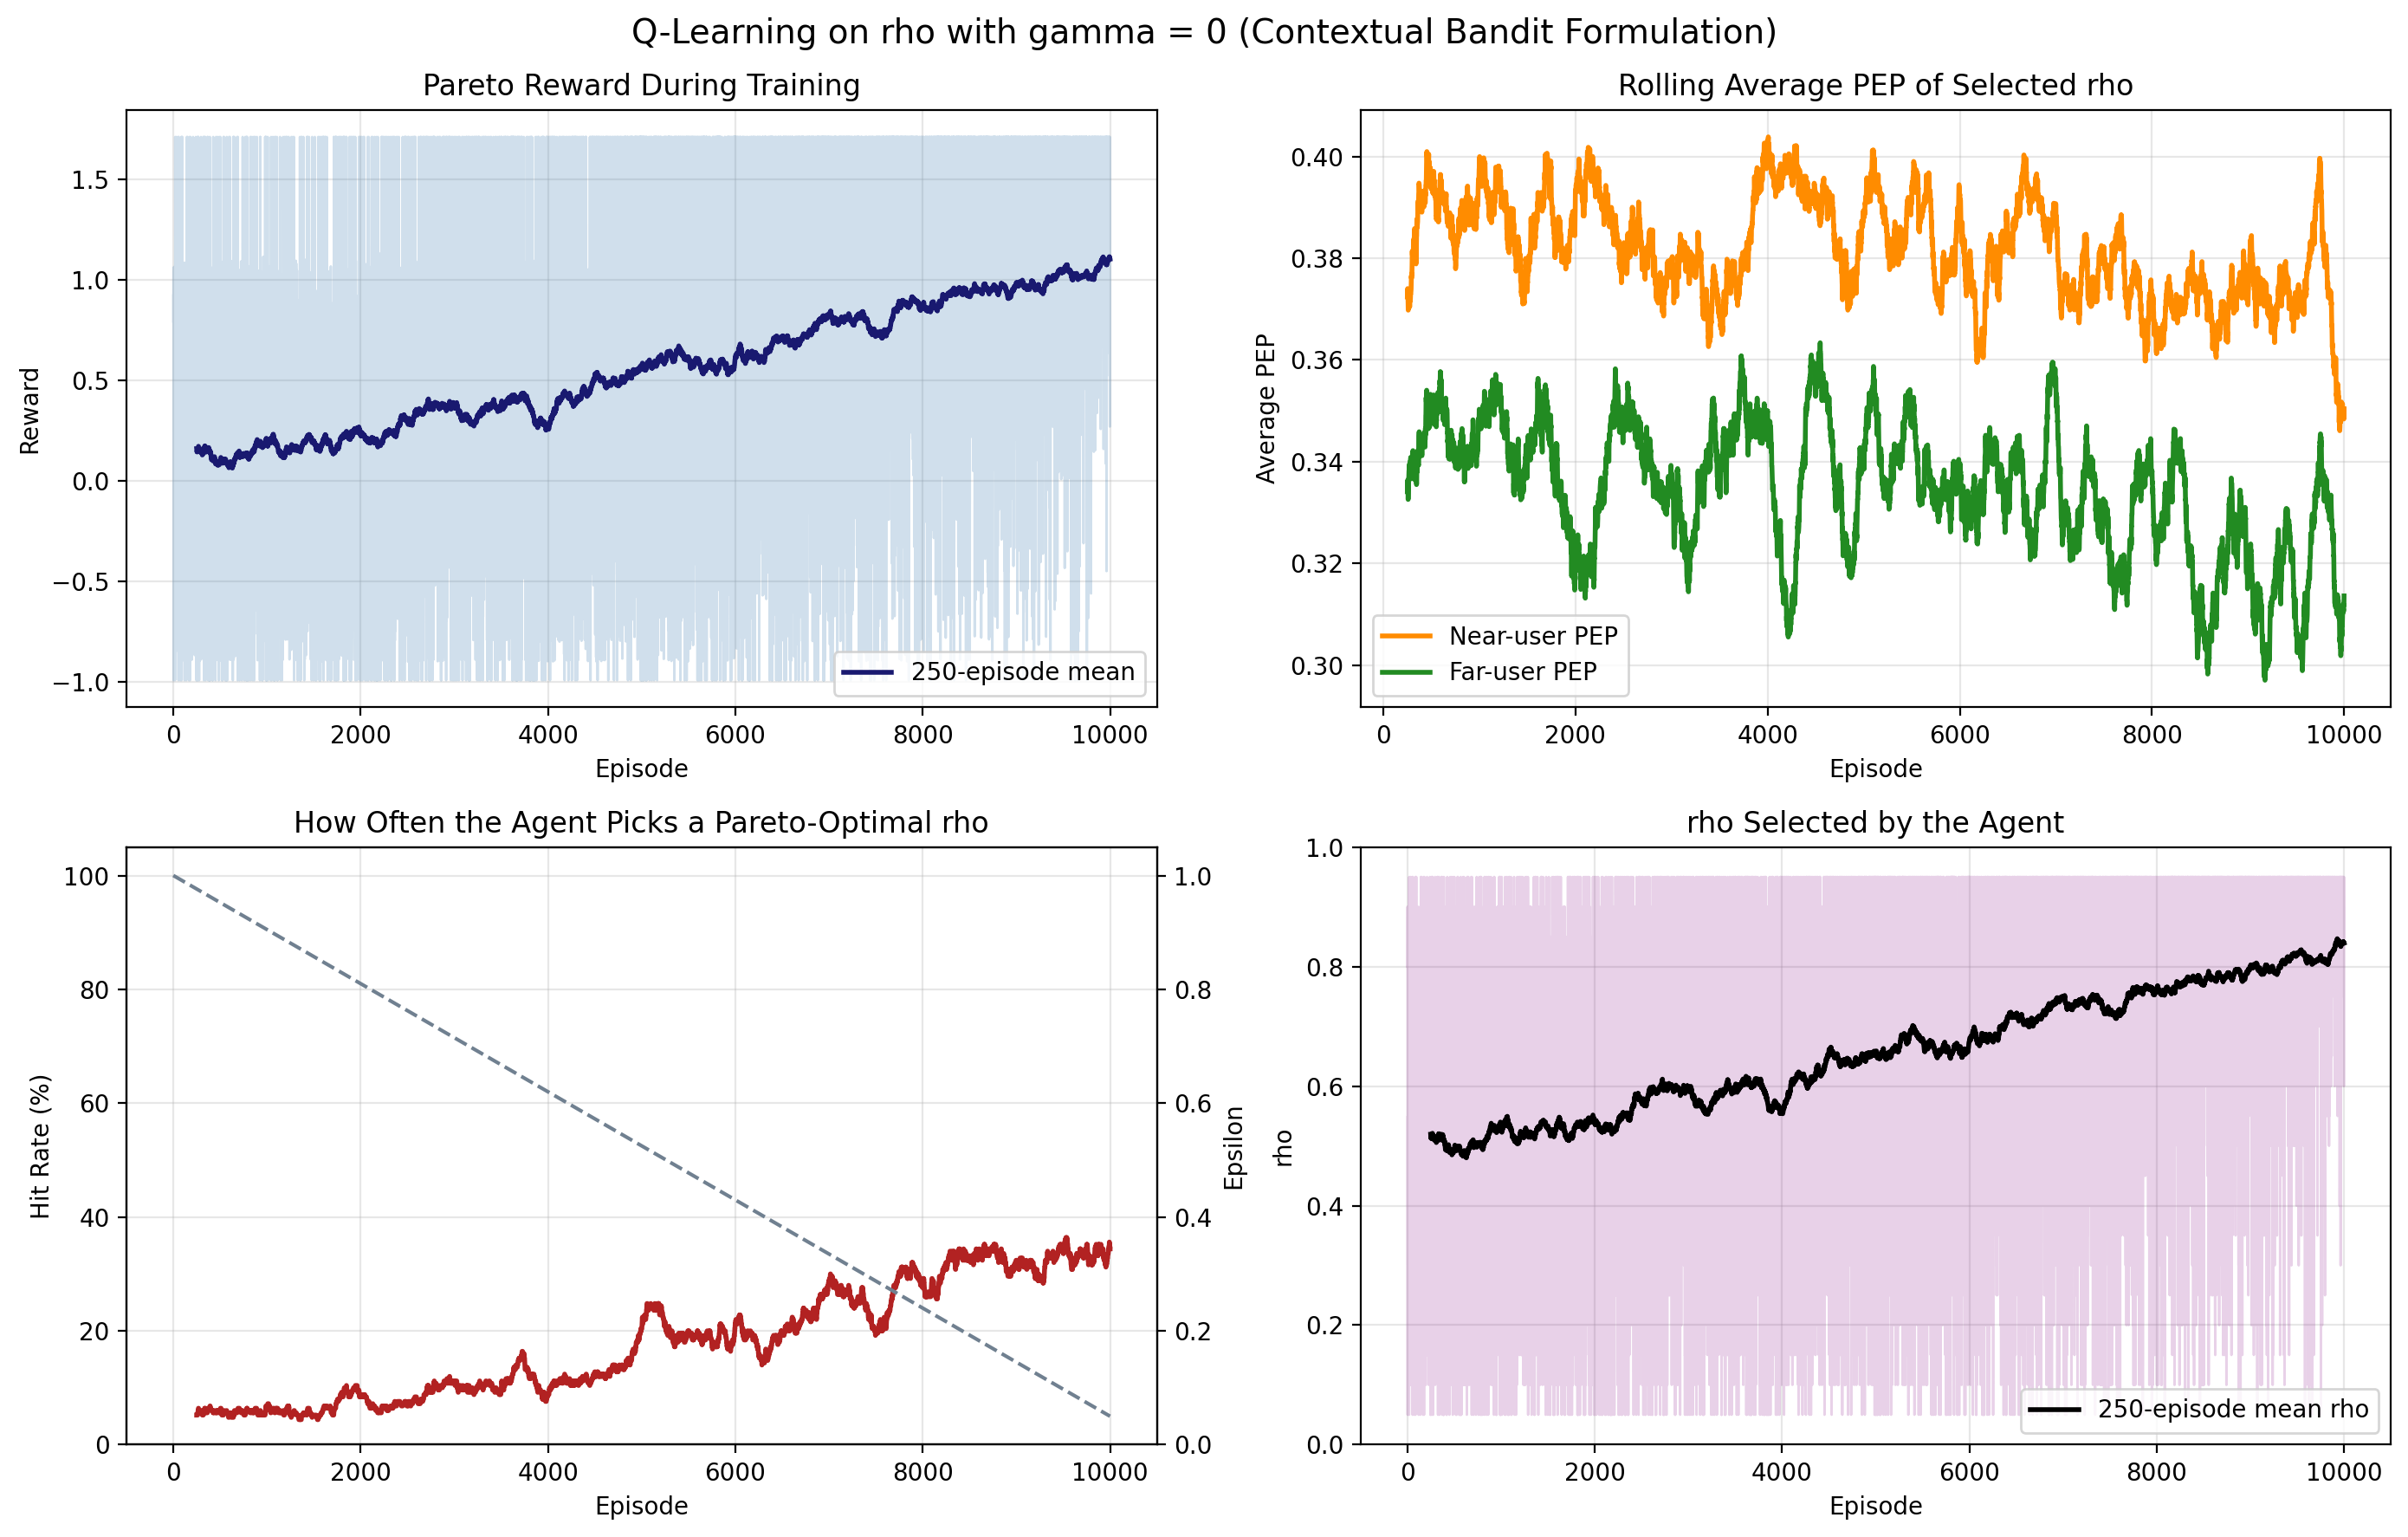 Q-Learning on rho with gamma = 0 (Contextual Bandit Formulation)
Pareto Reward During Training
1.5
1.0
0.5
0.0
−0.5
−1.0
Reward
250-episode mean
0 2000 4000 6000 8000 10000
Episode
Rolling Average PEP of Selected rho
0.40
0.38
0.36
0.34
0.32
0.30
Average PEP
Near-user PEP
Far-user PEP
0 2000 4000 6000 8000 10000
Episode
How Often the Agent Picks a Pareto-Optimal rho
100
80
60
40
20
0
Hit Rate (%)
1.0
0.8
0.6
0.4
0.2
0.0
Epsilon
0 2000 4000 6000 8000 10000
Episode
rho Selected by the Agent
1.0
0.8
0.6
0.4
0.2
0.0
rho
250-episode mean rho
0 2000 4000 6000 8000 10000
Episode